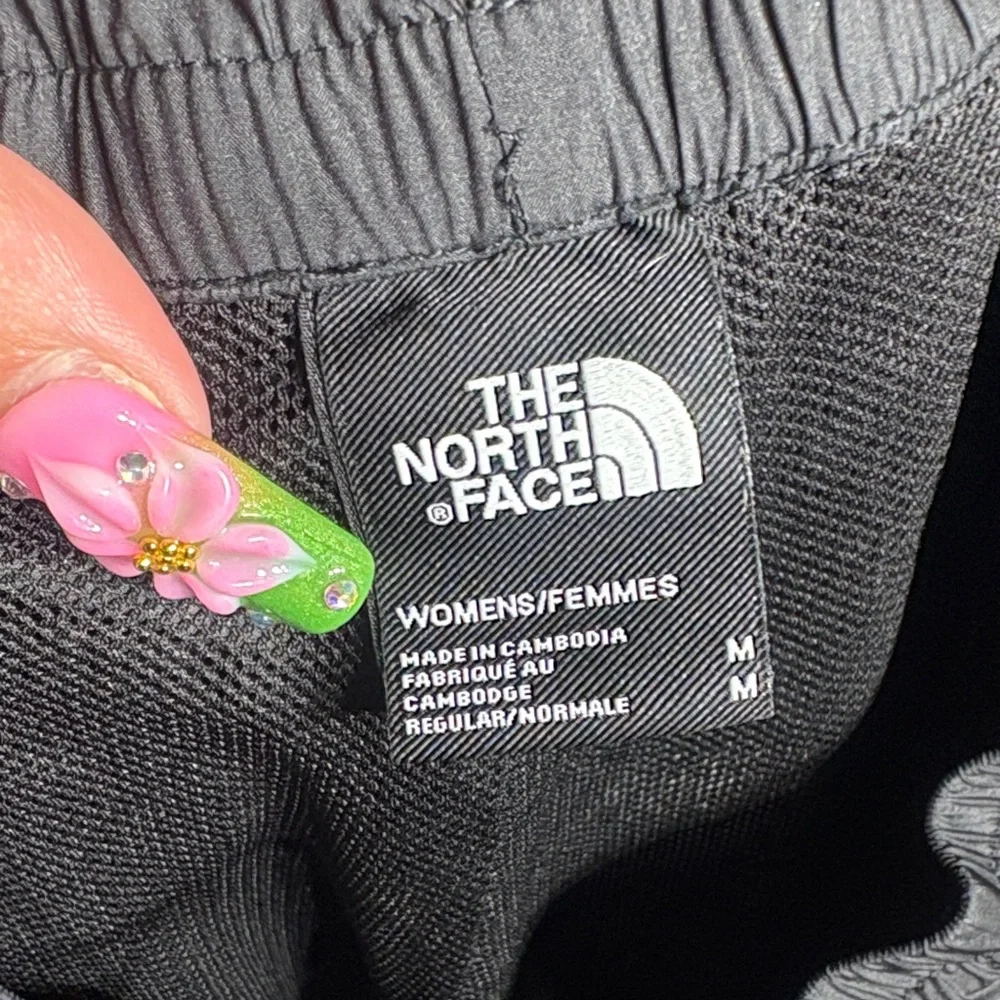 THE
NORTH
® FACE
WOMENS/FEMMES
MADE IN CAMBODIA
FABRIQUÉ AU
CAMBODGE
REGULAR/NORMALE
M
M